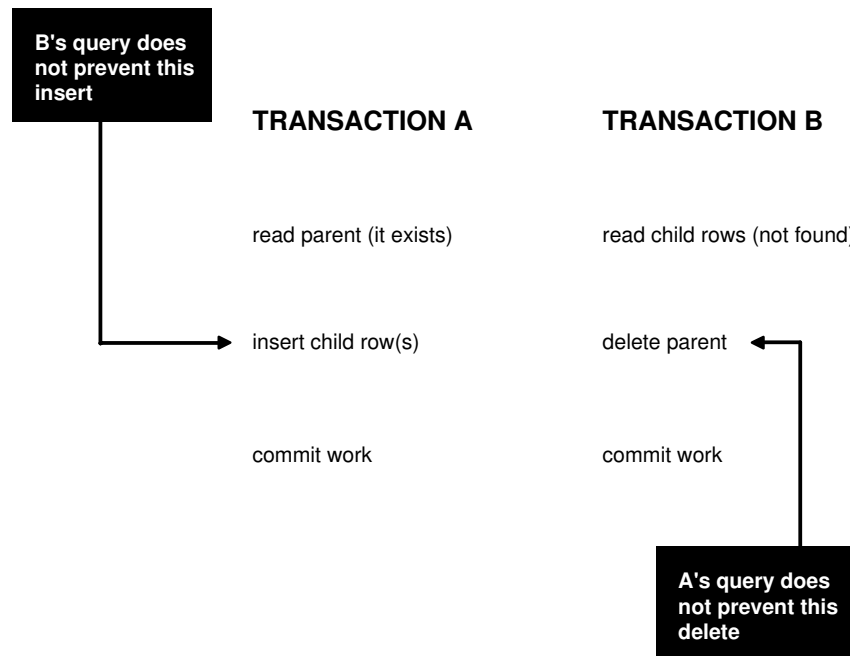 B's query does
not prevent this
insert
TRANSACTION A
TRANSACTION B
read parent (it exists)
read child rows (not found)
insert child row(s)
delete parent
commit work
commit work
A's query does
not prevent this
delete